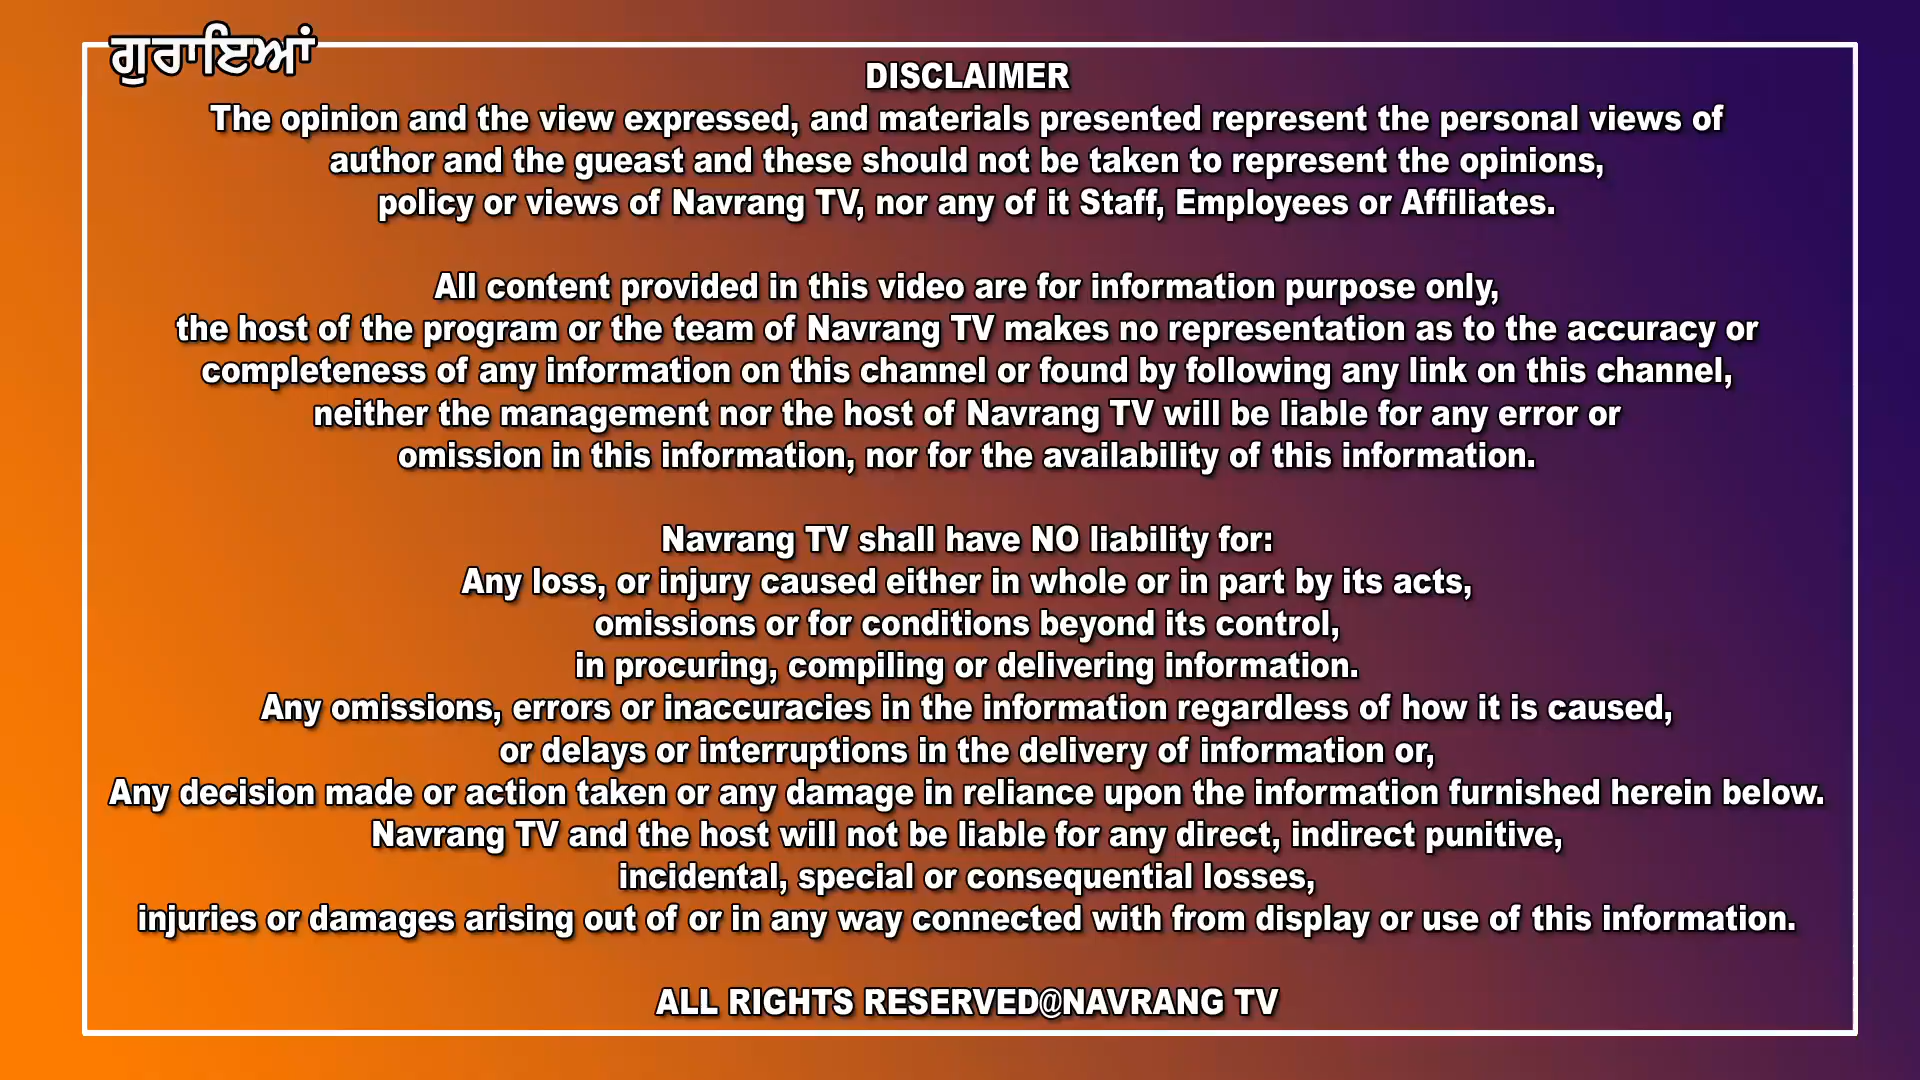 ਗੁਰਾਇਆਂ
DISCLAIMER
The opinion and the view expressed, and materials presented represent the personal views of
author and the gueast and these should not be taken to represent the opinions,
policy or views of Navrang TV, nor any of it Staff, Employees or Affiliates.
All content provided in this video are for information purpose only,
the host of the program or the team of Navrang TV makes no representation as to the accuracy or
completeness of any information on this channel or found by following any link on this channel,
neither the management nor the host of Navrang TV will be liable for any error or
omission in this information, nor for the availability of this information.
Navrang TV shall have NO liability for:
Any loss, or injury caused either in whole or in part by its acts,
omissions or for conditions beyond its control,
in procuring, compiling or delivering information.
Any omissions, errors or inaccuracies in the information regardless of how it is caused,
or delays or interruptions in the delivery of information or,
Any decision made or action taken or any damage in reliance upon the information furnished herein below.
Navrang TV and the host will not be liable for any direct, indirect punitive,
incidental, special or consequential losses,
injuries or damages arising out of or in any way connected with from display or use of this information.
ALL RIGHTS RESERVED@NAVRANG TV